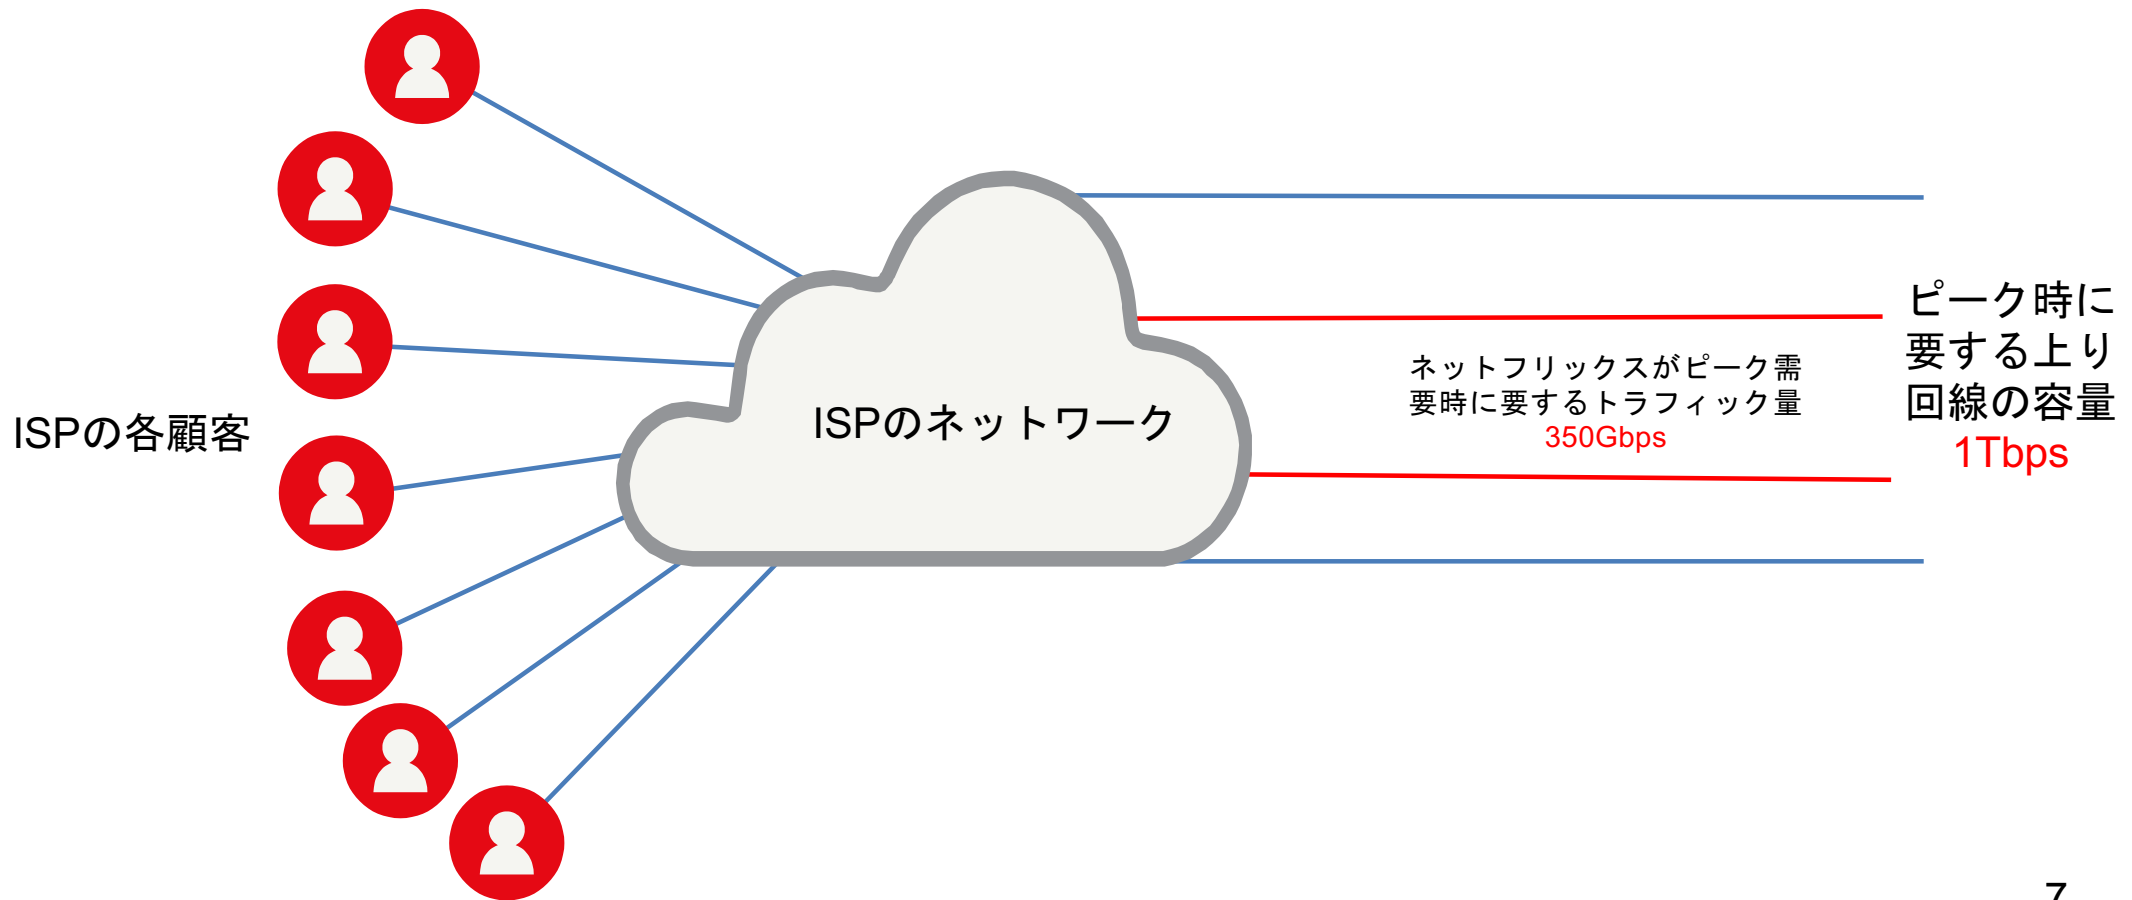 ISPの各顧客
ISPのネットワーク
ネットフリックスがピーク需
要時に要するトラフィック量
350Gbps
ピーク時に
要する上り
回線の容量
1Tbps
7